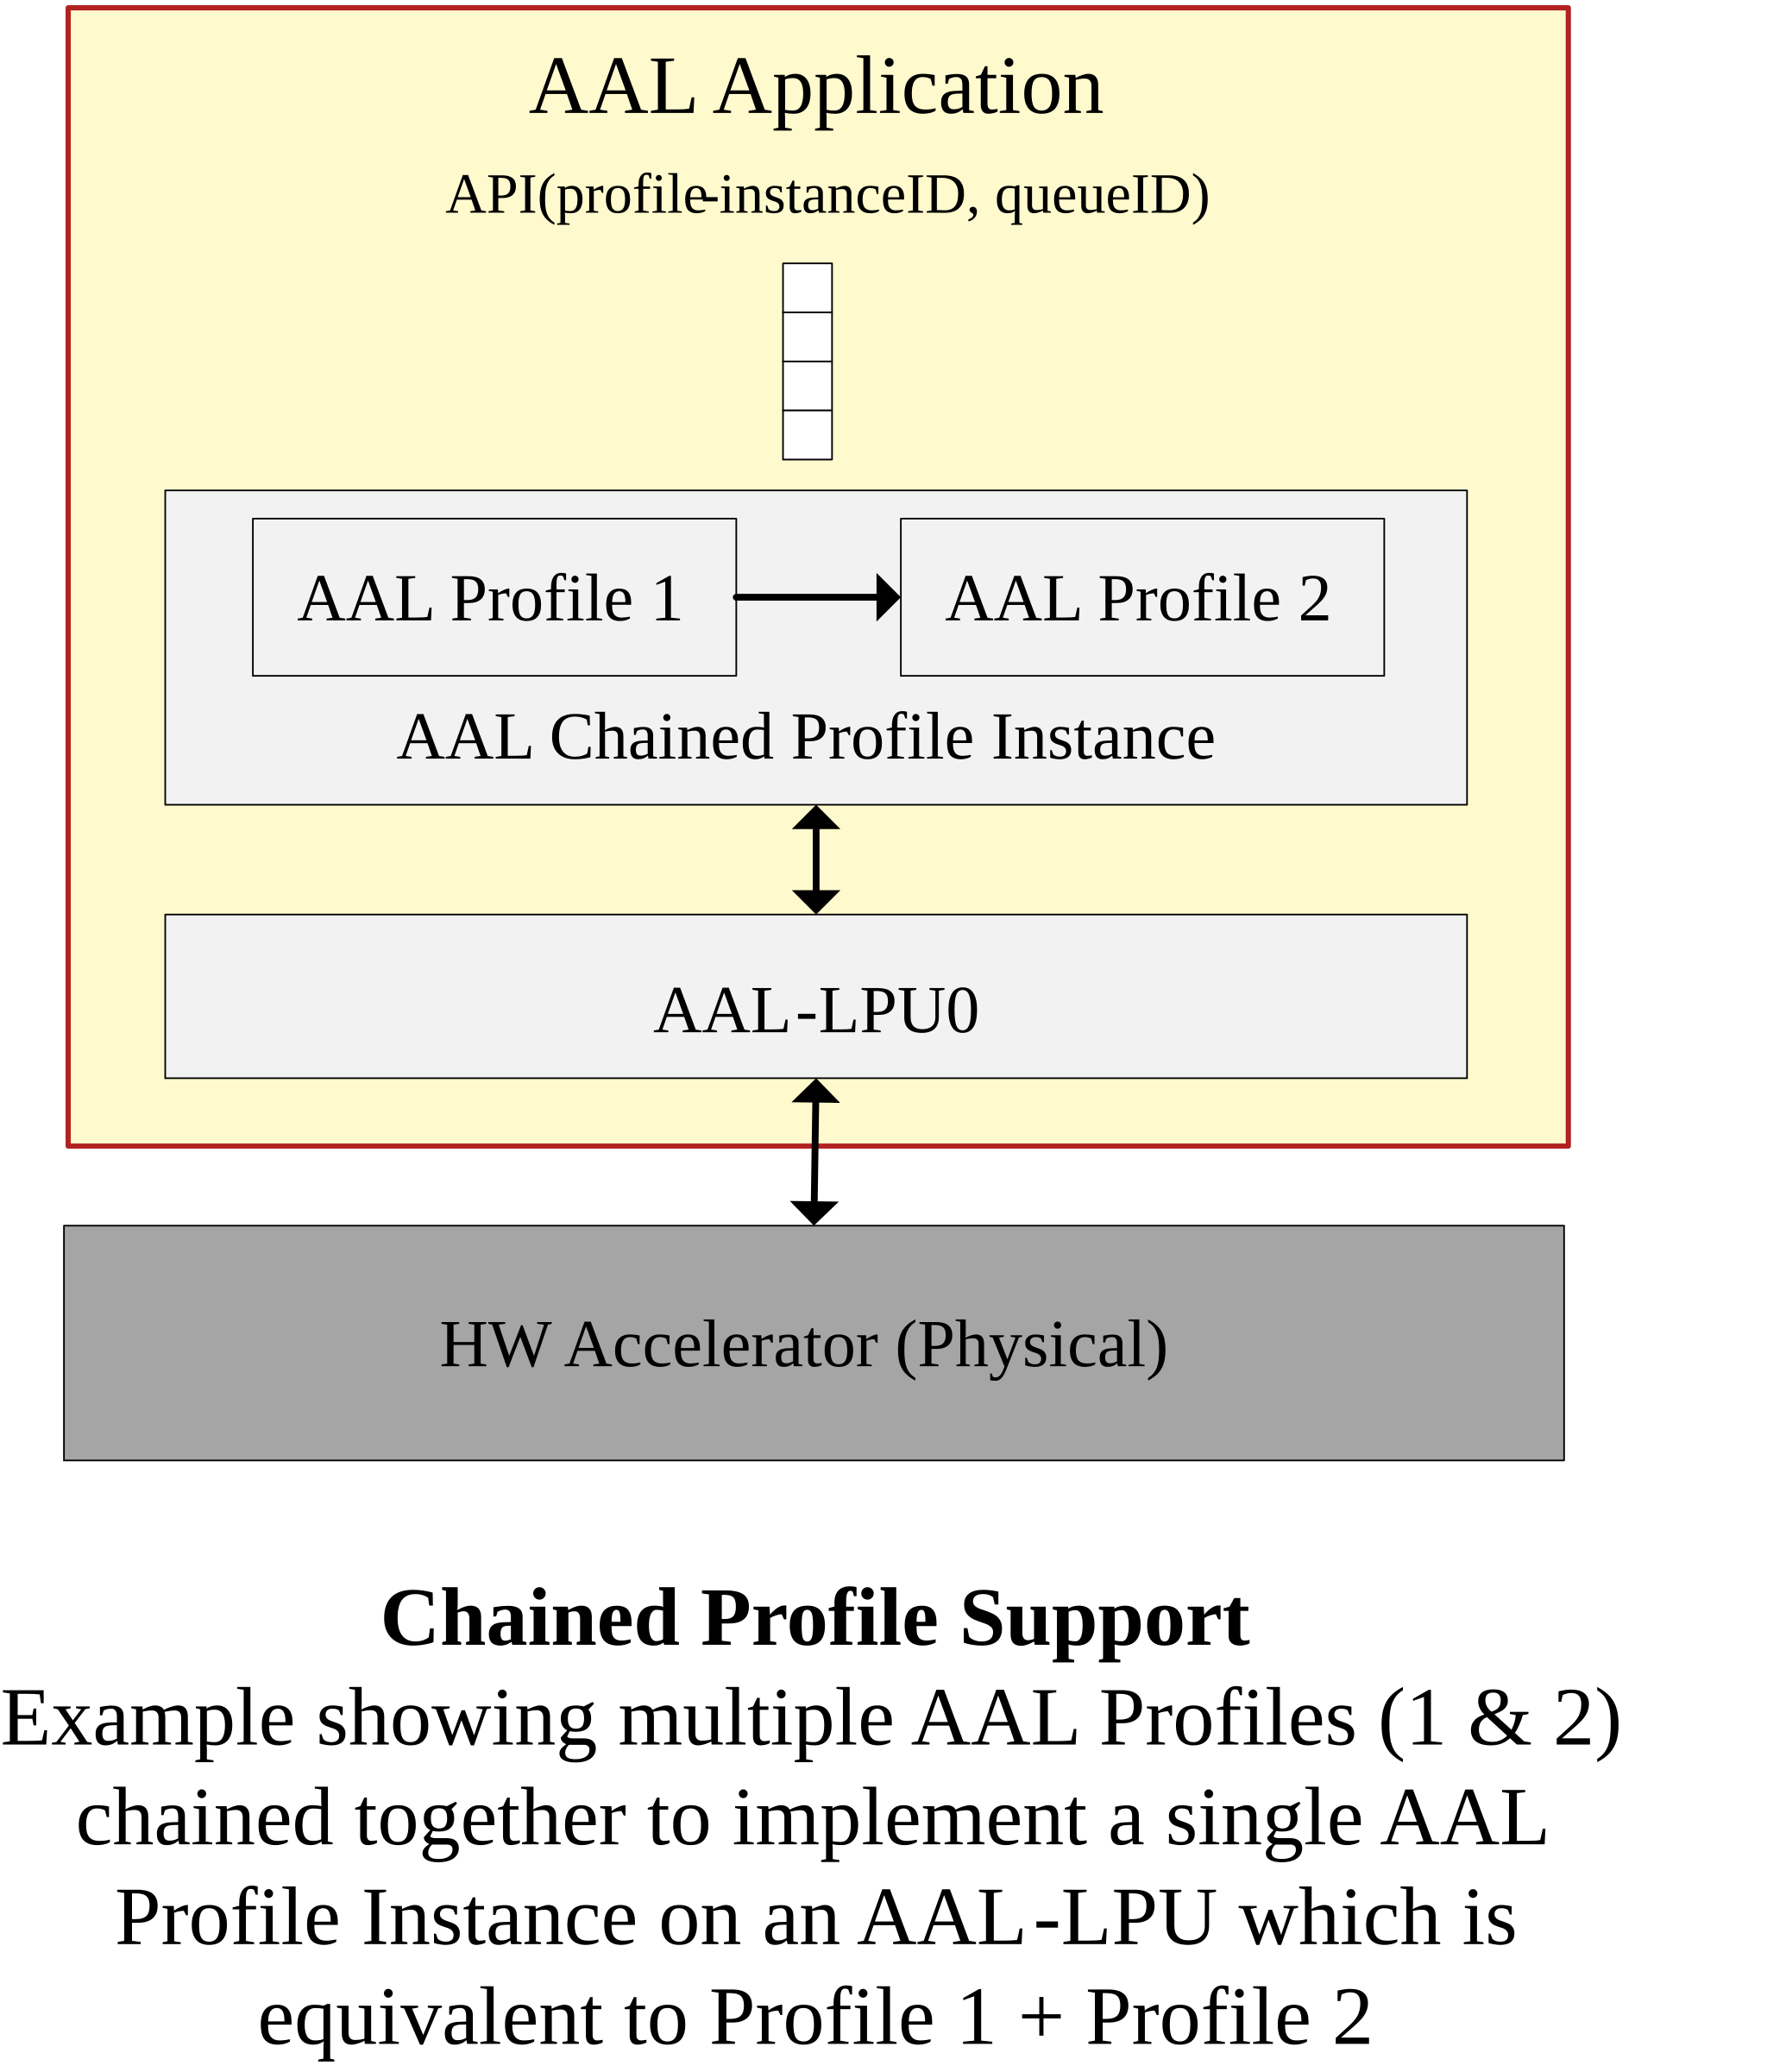 AAL Application
API(profile-instanceID, queueID)
AAL Profile 1
AAL Profile 2
AAL Chained Profile Instance
AAL-LPU0
HW Accelerator (Physical)
Chained Profile Support
Example showing multiple AAL Profiles (1 & 2)
chained together to implement a single AAL
Profile Instance on an AAL-LPU which is
equivalent to Profile 1 + Profile 2